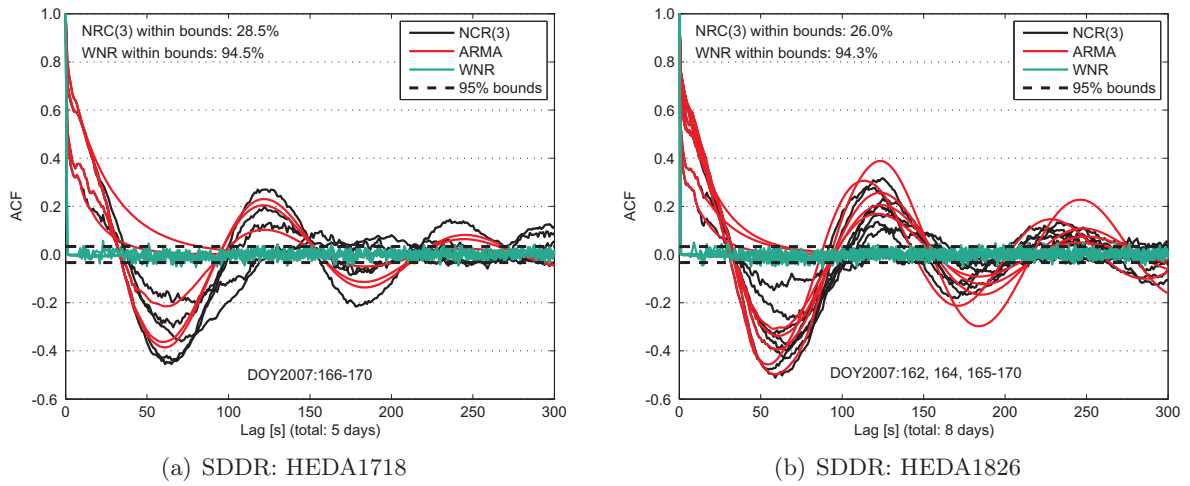 NRC(3) within bounds: 28.5%
WNR within bounds: 94.5%
NCR(3)
ARMA
WNR
95% bounds
1.0
0.8
0.6
0.4
0.2
0.0
-0.2
-0.4
-0.6
ACF
DOY2007:166-170
0 50 100 150 200 250 300
Lag [s] (total: 5 days)
(a) SDDR: HEDA1718
NRC(3) within bounds: 26.0%
WNR within bounds: 94.3%
NCR(3)
ARMA
WNR
95% bounds
1.0
0.8
0.6
0.4
0.2
0.0
-0.2
-0.4
-0.6
ACF
DOY2007:162, 164, 165-170
0 50 100 150 200 250 300
Lag [s] (total: 8 days)
(b) SDDR: HEDA1826